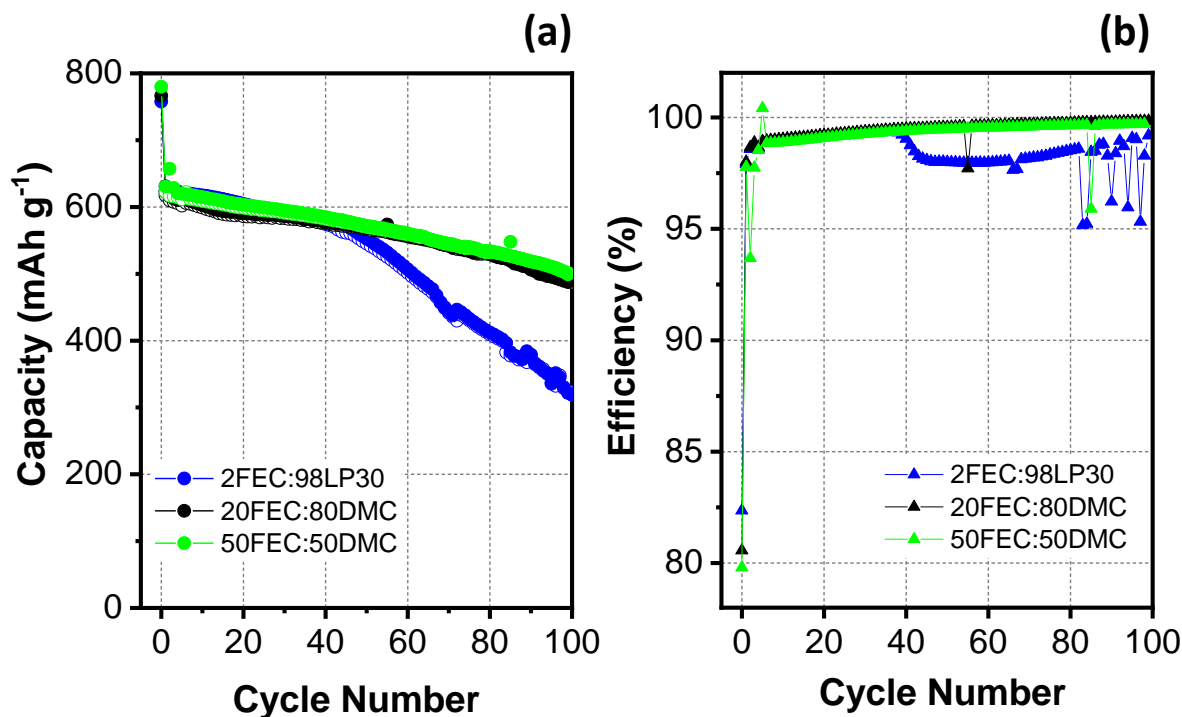 (a)
800
600
400
200
0
0 20 40 60 80 100
Capacity (mAh g⁻¹)
Cycle Number
2FEC:98LP30
20FEC:80DMC
50FEC:50DMC
(b)
100
95
90
85
80
0 20 40 60 80 100
Efficiency (%)
Cycle Number
2FEC:98LP30
20FEC:80DMC
50FEC:50DMC